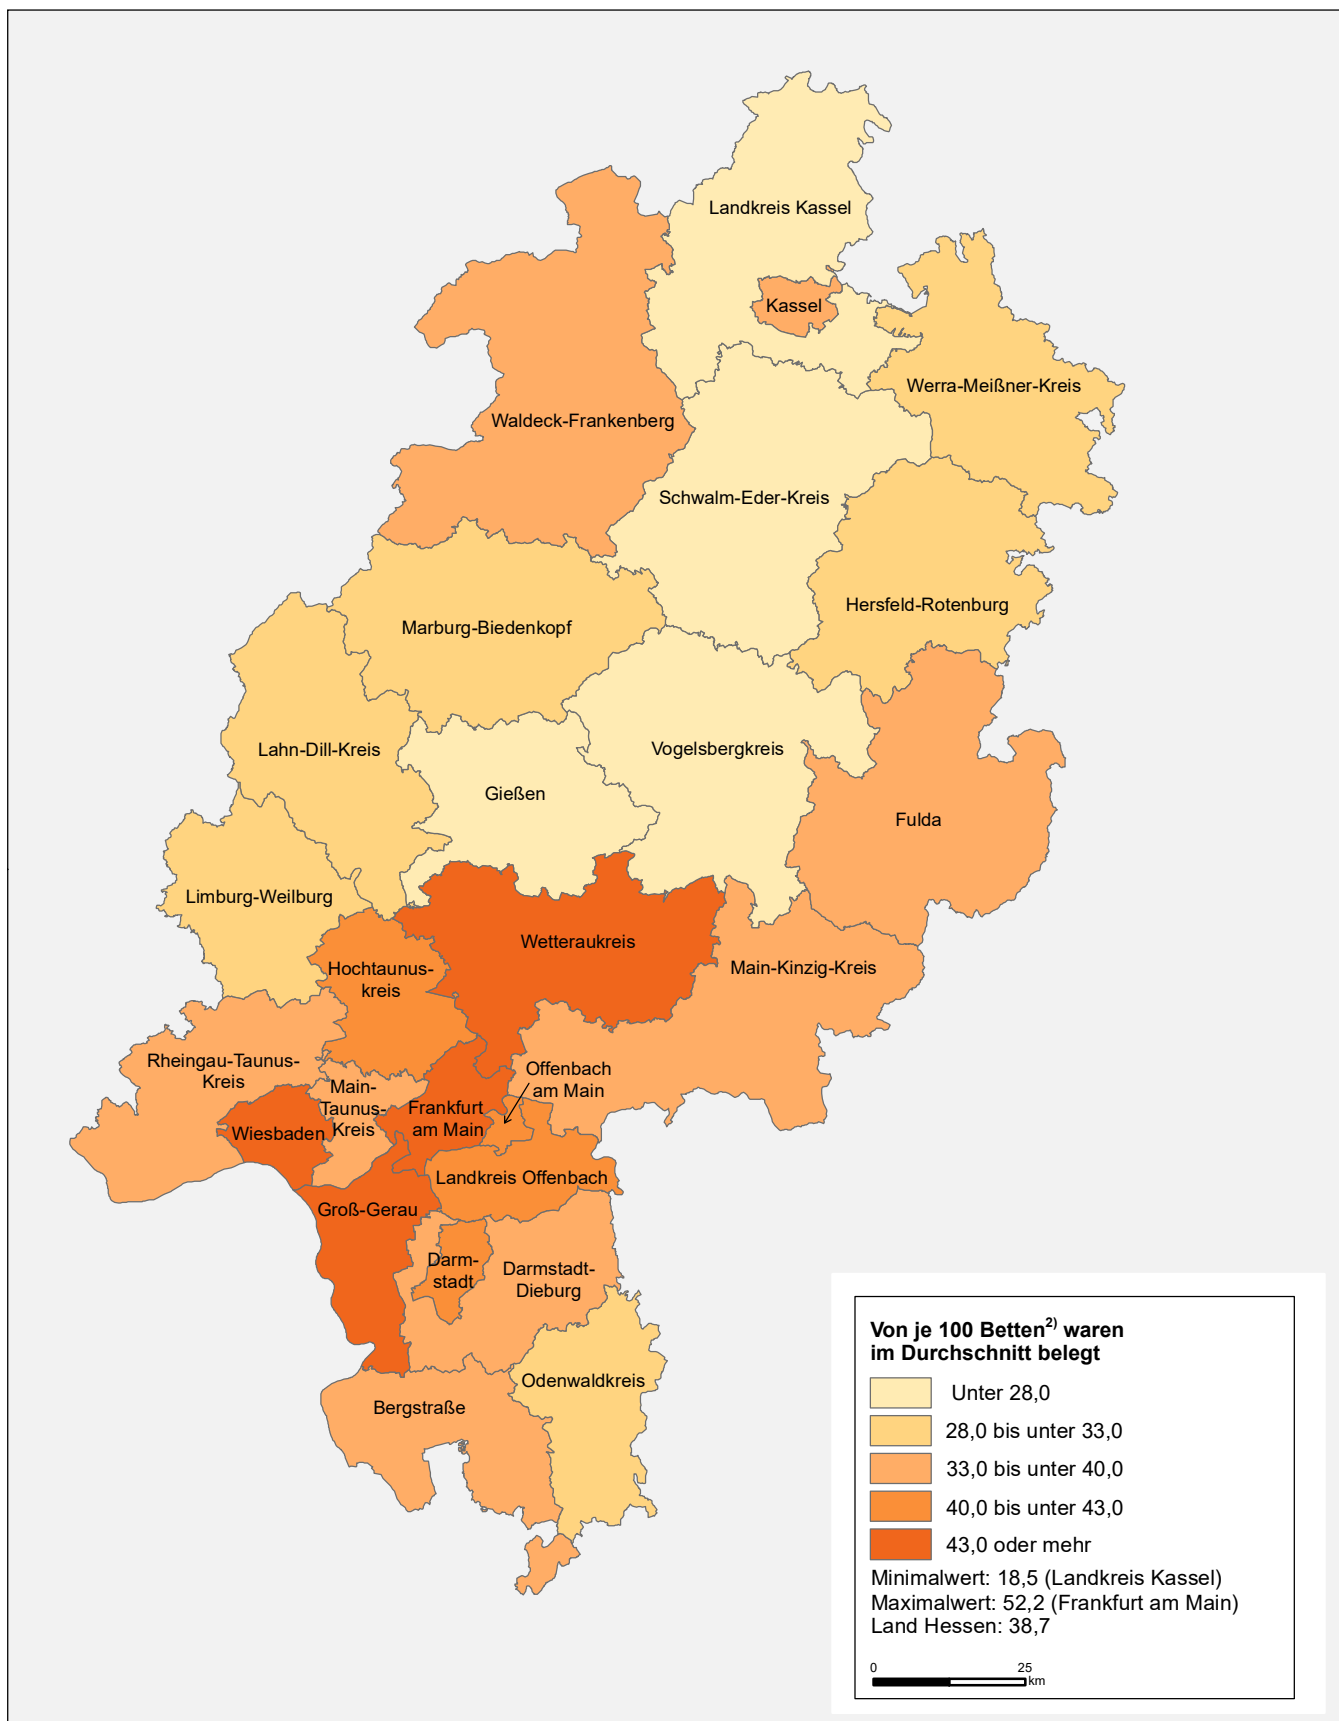 Landkreis Kassel
Kassel
Werra-Meißner-Kreis
Waldeck-Frankenberg
Schwalm-Eder-Kreis
Hersfeld-Rotenburg
Marburg-Biedenkopf
Lahn-Dill-Kreis
Vogelsbergkreis
Gießen
Fulda
Limburg-Weilburg
Wetteraukreis
Hochtaunus-
kreis
Main-Kinzig-Kreis
Rheingau-Taunus-
Kreis
Offenbach
am Main
Main-
Taunus-
Kreis
Frankfurt
am Main
Wiesbaden
Landkreis Offenbach
Groß-Gerau
Darm-
stadt
Darmstadt-
Dieburg
Odenwaldkreis
Bergstraße
Von je 100 Betten2) waren
im Durchschnitt belegt
Unter 28,0
28,0 bis unter 33,0
33,0 bis unter 40,0
40,0 bis unter 43,0
43,0 oder mehr
Minimalwert: 18,5 (Landkreis Kassel)
Maximalwert: 52,2 (Frankfurt am Main)
Land Hessen: 38,7
0 25
km